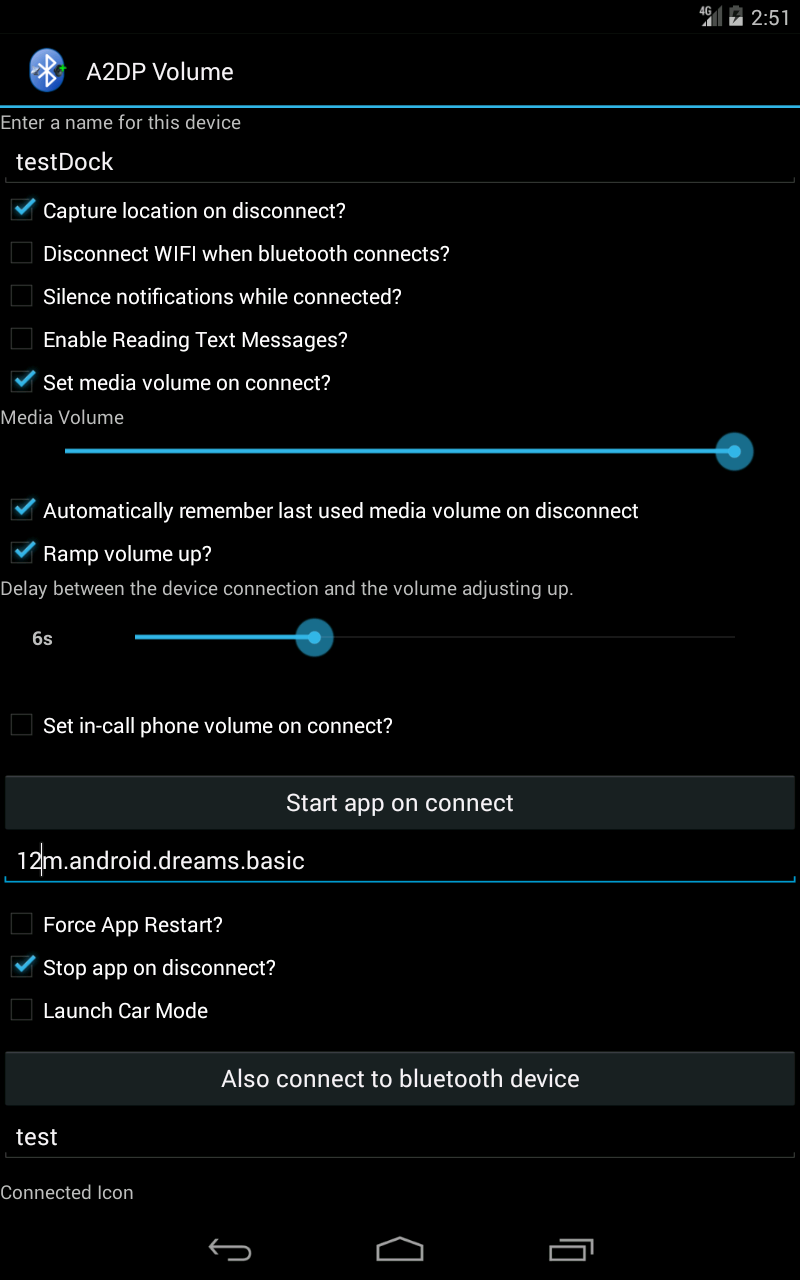 4G 2:51
A2DP Volume
Enter a name for this device
testDock
Capture location on disconnect?
Disconnect WIFI when bluetooth connects?
Silence notifications while connected?
Enable Reading Text Messages?
Set media volume on connect?
Media Volume
Automatically remember last used media volume on disconnect
Ramp volume up?
Delay between the device connection and the volume adjusting up.
6s
Set in-call phone volume on connect?
Start app on connect
12m.android.dreams.basic
Force App Restart?
Stop app on disconnect?
Launch Car Mode
Also connect to bluetooth device
test
Connected Icon